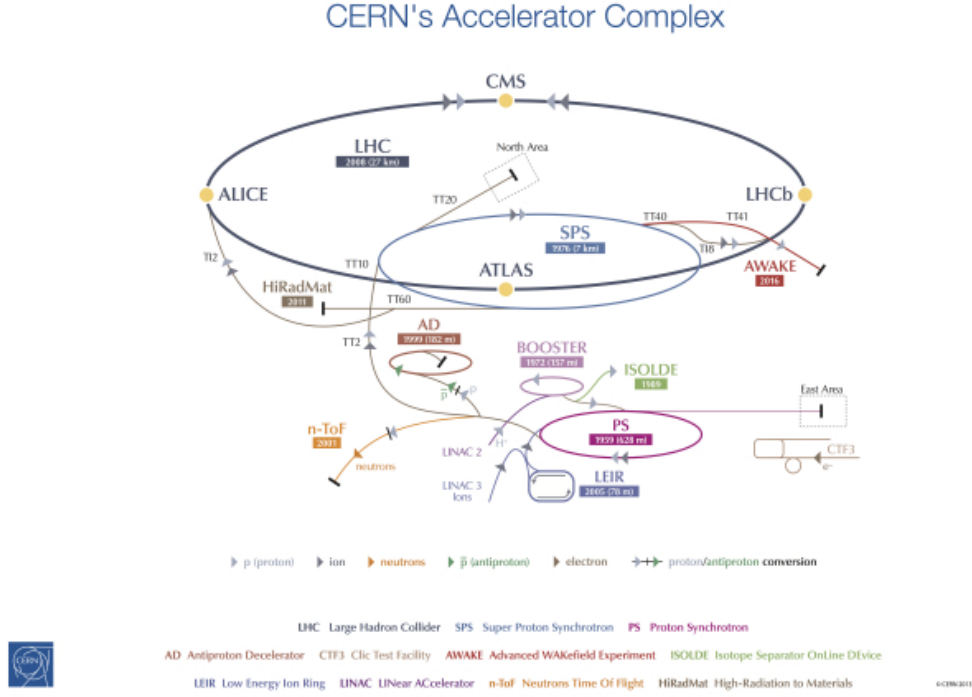 CERN's Accelerator Complex
CMS
LHC
2008 (27 km)
North Area
ALICE
TT20
LHCb
TT40
TT41
SPS
1976 (7 km)
TI2
TT10
TI8
ATLAS
AWAKE
2016
HiRadMat
2011
TT60
AD
1999 (182 m)
TT2
BOOSTER
1972 (157 m)
ISOLDE
1989
p
p̄
East Area
n-ToF
2001
PS
1959 (628 m)
H⁺
LINAC 2
neutrons
CTF3
e-
LEIR
2005 (78 m)
LINAC 3
Ions
p (proton) ion neutrons p̄ (antiproton) electron proton/antiproton conversion
LHC Large Hadron Collider SPS Super Proton Synchrotron PS Proton Synchrotron
AD Antiproton Decelerator CTF3 Clic Test Facility AWAKE Advanced WAKefield Experiment ISOLDE Isotope Separator OnLine DEvice
LEIR Low Energy Ion Ring LINAC LINear ACcelerator n-ToF Neutrons Time Of Flight HiRadMat High-Radiation to Materials
CERN
© CERN 2013